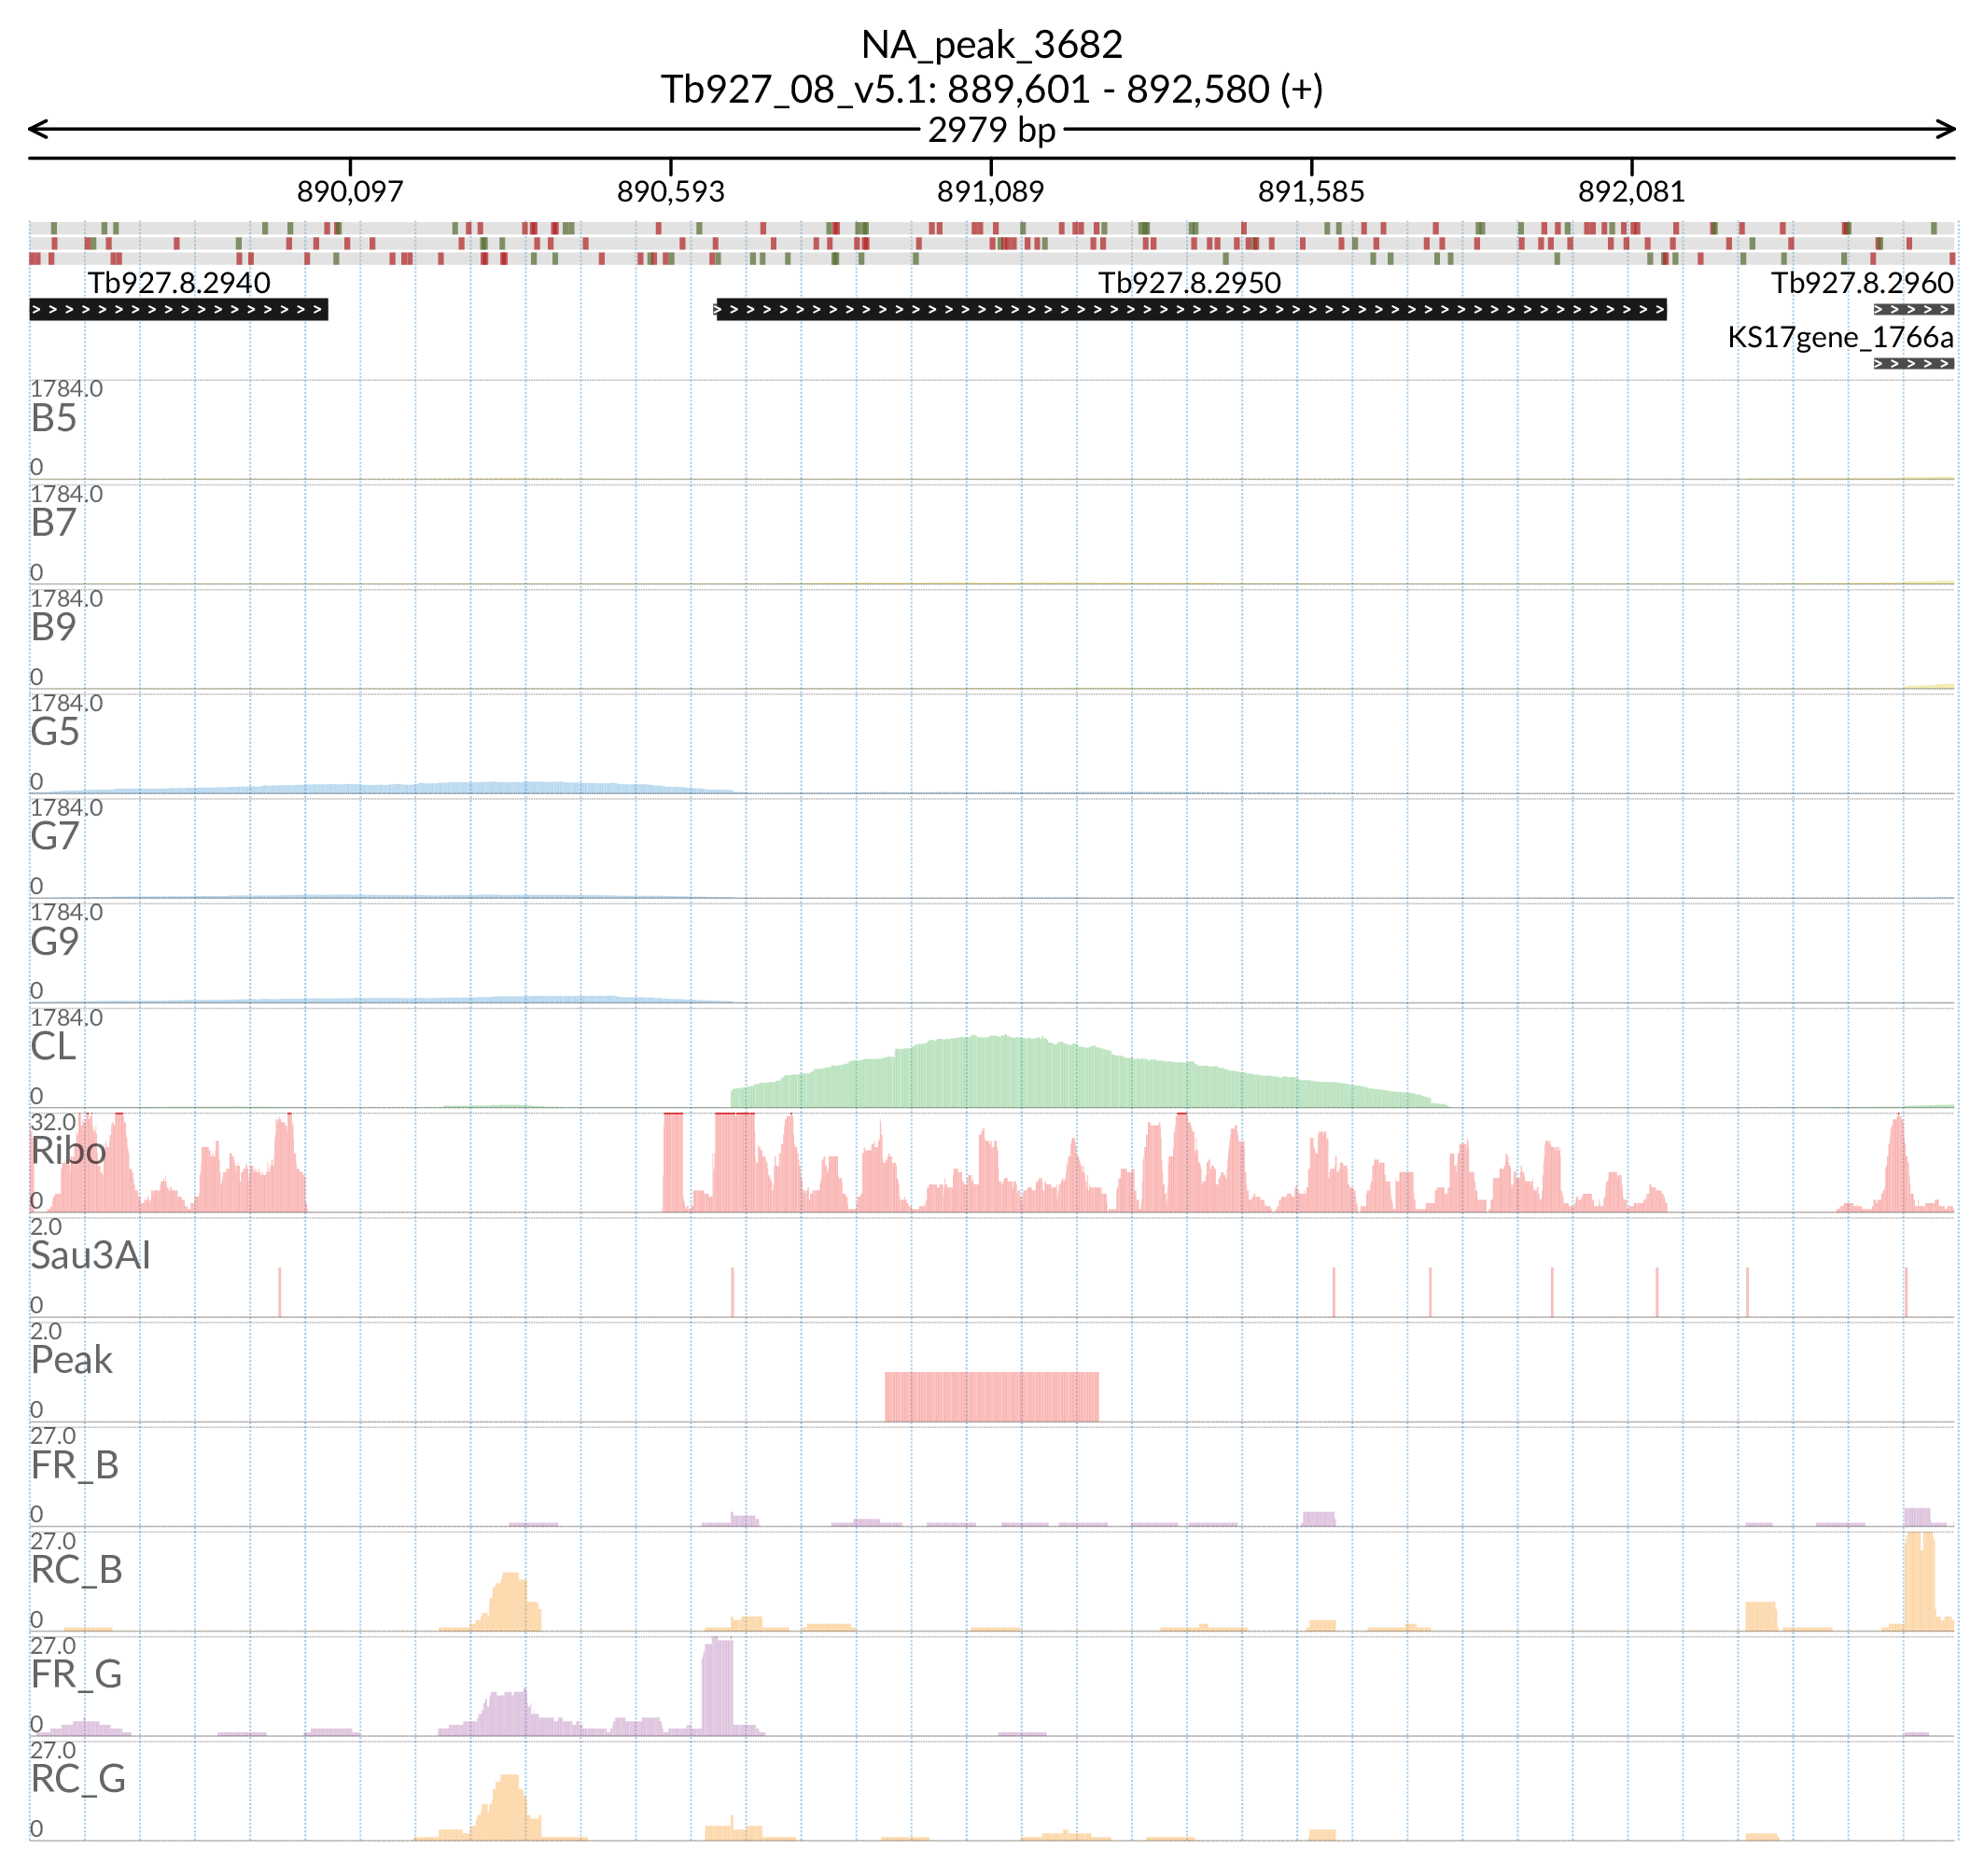 NA_peak_3682
Tb927_08_v5.1: 889,601 - 892,580 (+)
2979 bp
890,097 890,593 891,089 891,585 892,081
Tb927.8.2940 Tb927.8.2950 Tb927.8.2960
KS17gene_1766a
1784.0
B5
0
1784.0
B7
0
1784.0
B9
0
1784.0
G5
0
1784.0
G7
0
1784.0
G9
0
1784.0
CL
0
32.0
Ribo
0
2.0
Sau3AI
0
2.0
Peak
0
27.0
FR_B
0
27.0
RC_B
0
27.0
FR_G
0
27.0
RC_G
0